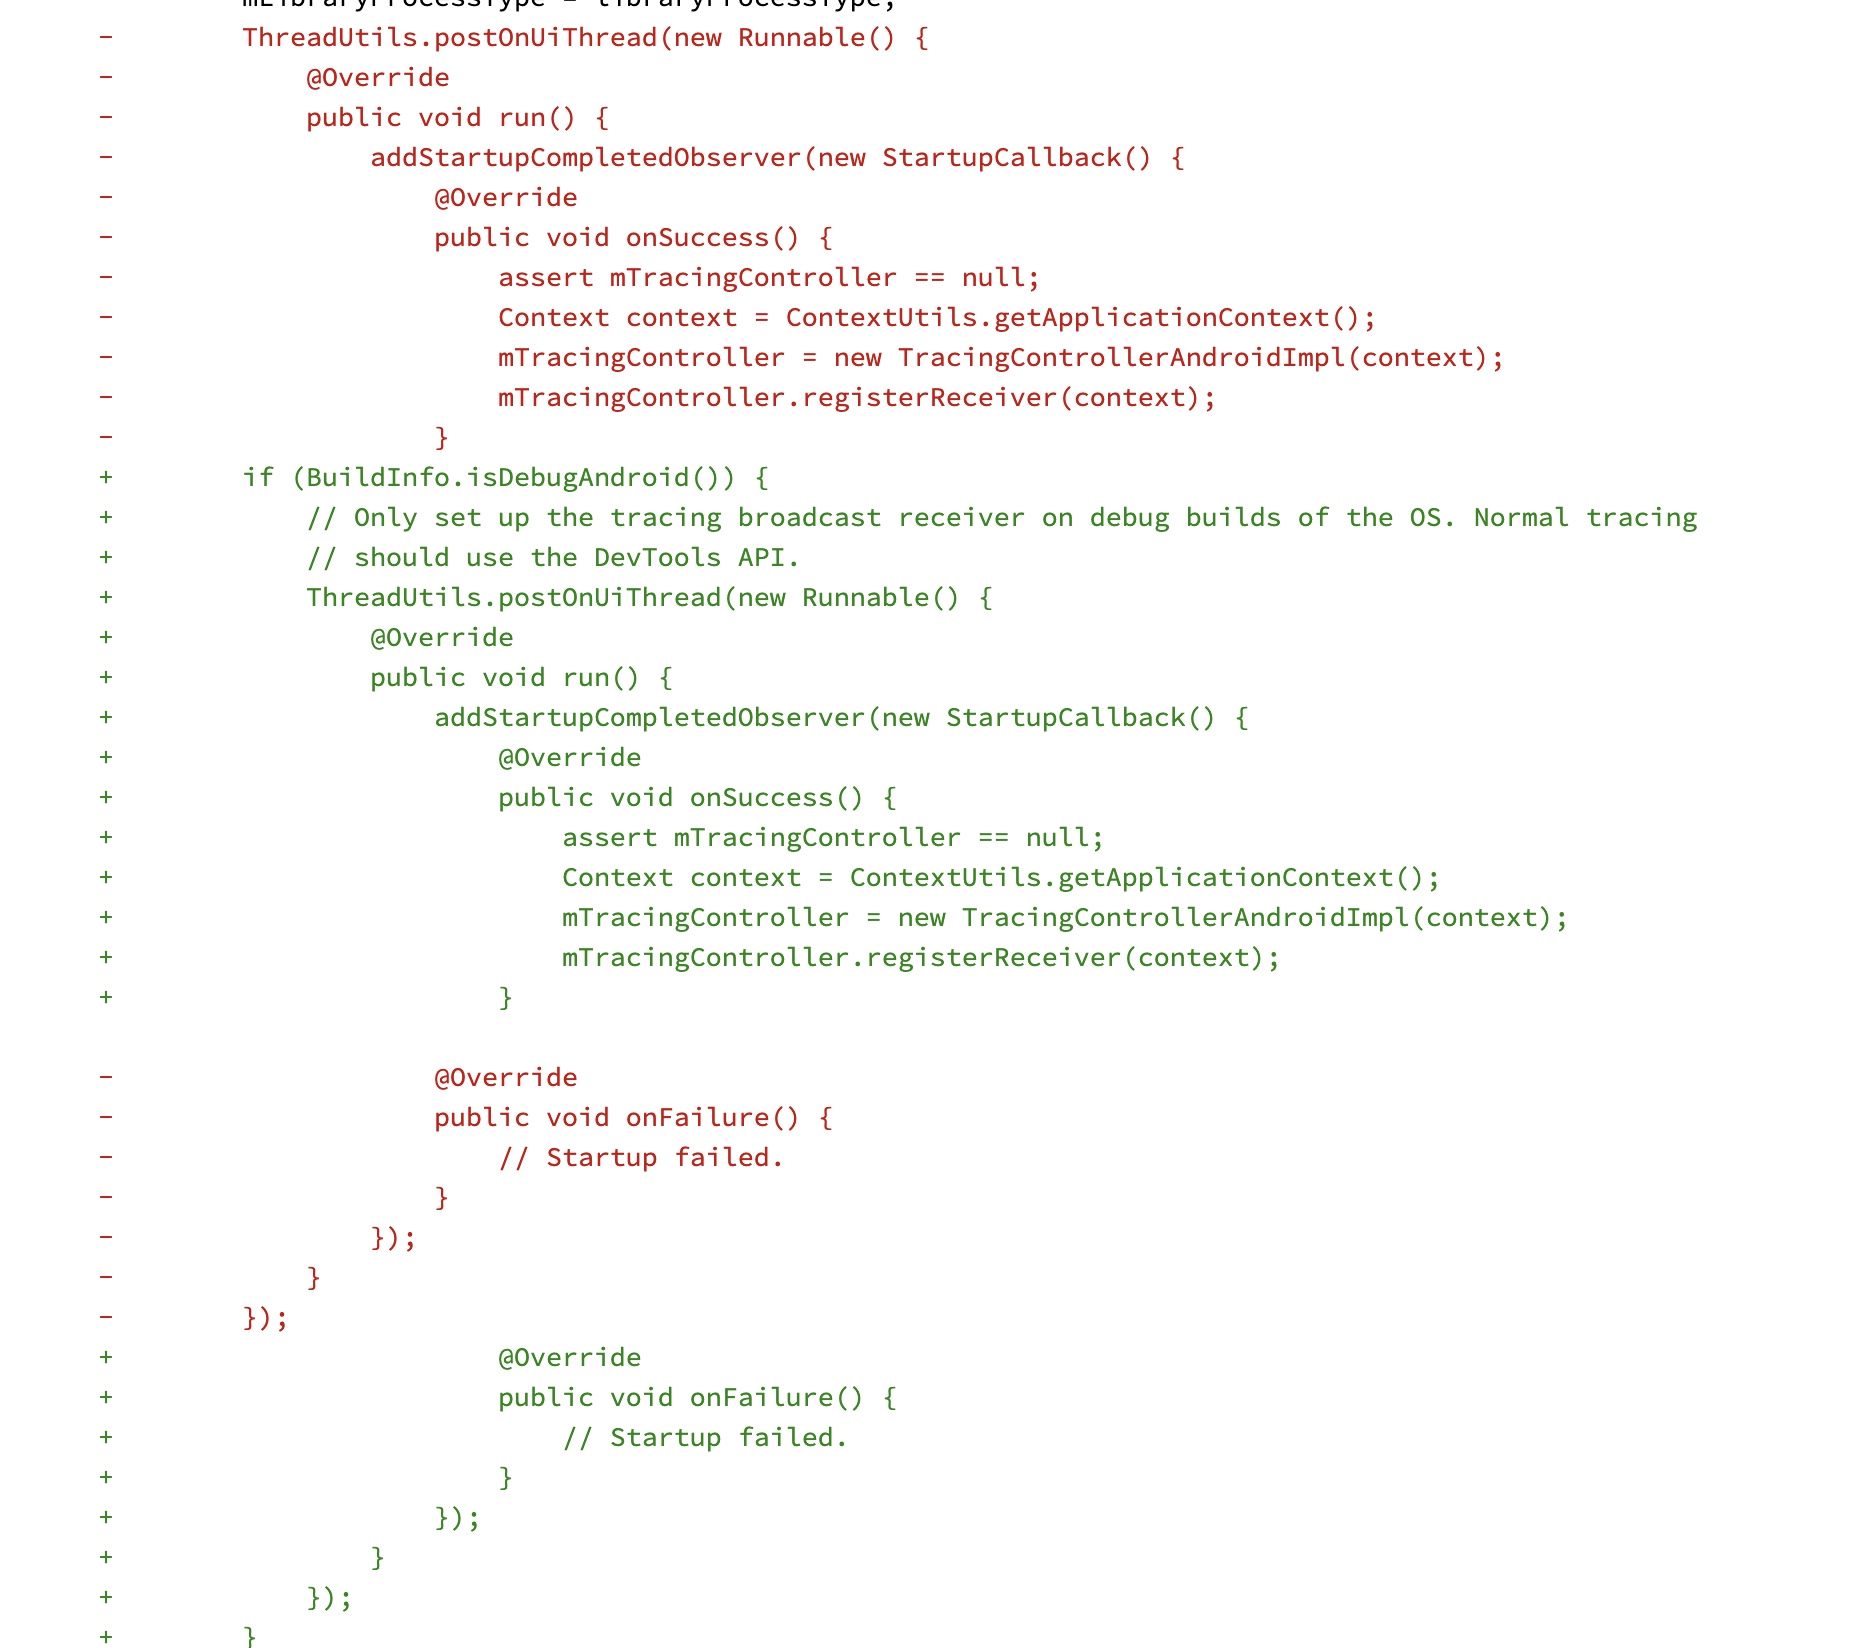 mLibraryProcessType = libraryProcessType;
-        ThreadUtils.postOnUiThread(new Runnable() {
-            @Override
-            public void run() {
-                addStartupCompletedObserver(new StartupCallback() {
-                    @Override
-                    public void onSuccess() {
-                        assert mTracingController == null;
-                        Context context = ContextUtils.getApplicationContext();
-                        mTracingController = new TracingControllerAndroidImpl(context);
-                        mTracingController.registerReceiver(context);
-                    }
+        if (BuildInfo.isDebugAndroid()) {
+            // Only set up the tracing broadcast receiver on debug builds of the OS. Normal tracing
+            // should use the DevTools API.
+            ThreadUtils.postOnUiThread(new Runnable() {
+                @Override
+                public void run() {
+                    addStartupCompletedObserver(new StartupCallback() {
+                        @Override
+                        public void onSuccess() {
+                            assert mTracingController == null;
+                            Context context = ContextUtils.getApplicationContext();
+                            mTracingController = new TracingControllerAndroidImpl(context);
+                            mTracingController.registerReceiver(context);
+                        }
-                    @Override
-                    public void onFailure() {
-                        // Startup failed.
-                    }
-                });
-            }
-        });
+                        @Override
+                        public void onFailure() {
+                            // Startup failed.
+                        }
+                    });
+                }
+            });
+        }